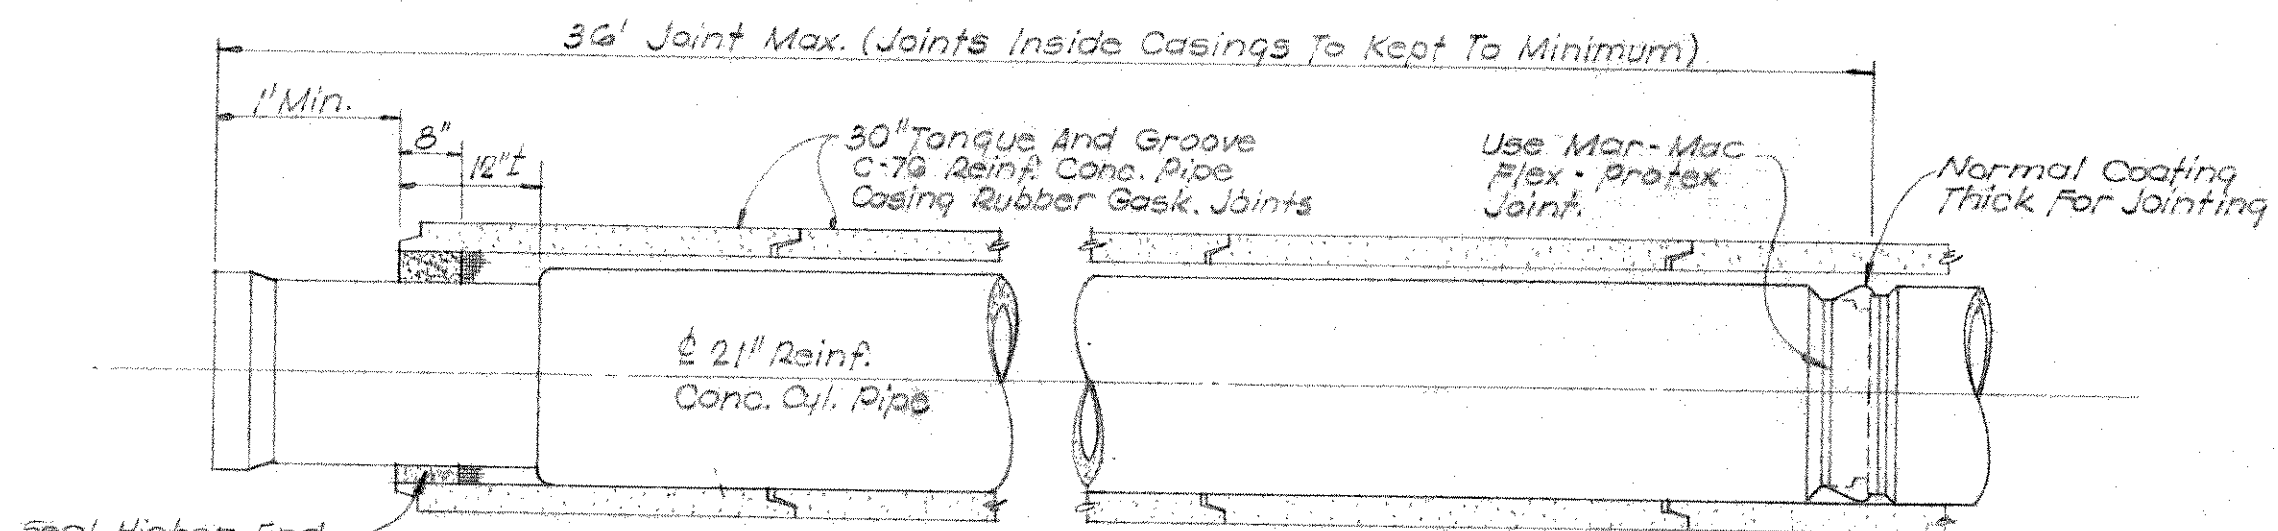 36' Joint Max. (Joints Inside Casings To Kept To Minimum)
1' Min.
8"
12"±
30" Tongue And Groove
C-76 Reinf. Conc. Pipe
Casing Rubber Gask. Joints
Use Mar-Mac
Flex-Protex
Joint.
Normal Coating
Thick For Jointing
℄ 21" Reinf.
Conc. Cyl. Pipe
Seal Higher End